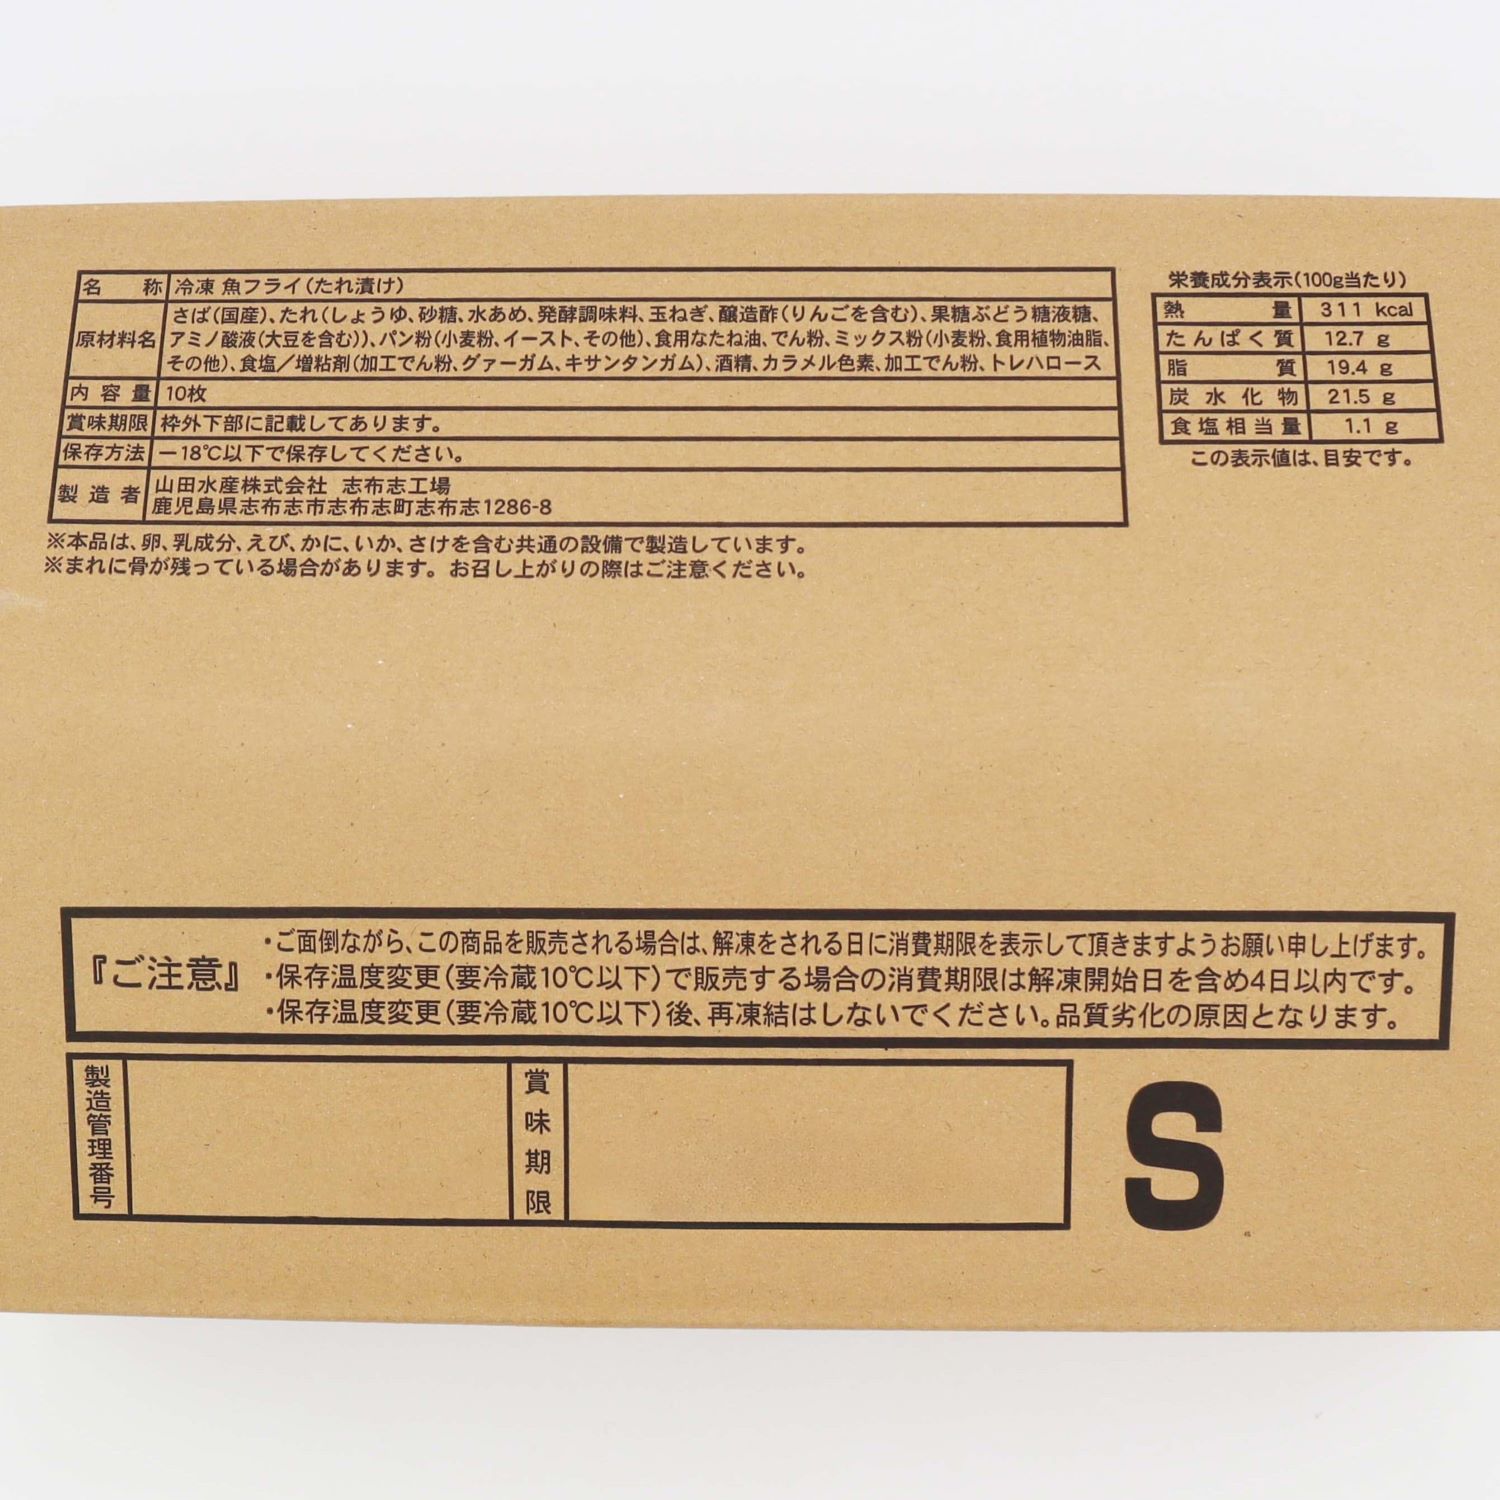 名称 冷凍 魚フライ(たれ漬け)
原材料名 さば(国産)、たれ(しょうゆ、砂糖、水あめ、発酵調味料、玉ねぎ、醸造酢(りんごを含む)、果糖ぶどう糖液糖、
アミノ酸液(大豆を含む))、パン粉(小麦粉、イースト、その他)、食用なたね油、でん粉、ミックス粉(小麦粉、食用植物油脂、
その他)、食塩/増粘剤(加工でん粉、グァーガム、キサンタンガム)、酒精、カラメル色素、加工でん粉、トレハロース
内容量 10枚
賞味期限 枠外下部に記載してあります。
保存方法 −18℃以下で保存してください。
製造者 山田水産株式会社 志布志工場
鹿児島県志布志市志布志町志布志1286-8
※本品は、卵、乳成分、えび、かに、いか、さけを含む共通の設備で製造しています。
※まれに骨が残っている場合があります。お召し上がりの際はご注意ください。
栄養成分表示(100g当たり)
熱量 311 kcal
たんぱく質 12.7 g
脂質 19.4 g
炭水化物 21.5 g
食塩相当量 1.1 g
この表示値は、目安です。
『ご注意』
・ご面倒ながら、この商品を販売される場合は、解凍をされる日に消費期限を表示して頂きますようお願い申し上げます。
・保存温度変更(要冷蔵10℃以下)で販売する場合の消費期限は解凍開始日を含め4日以内です。
・保存温度変更(要冷蔵10℃以下)後、再凍結はしないでください。品質劣化の原因となります。
製造管理番号
賞味期限
S